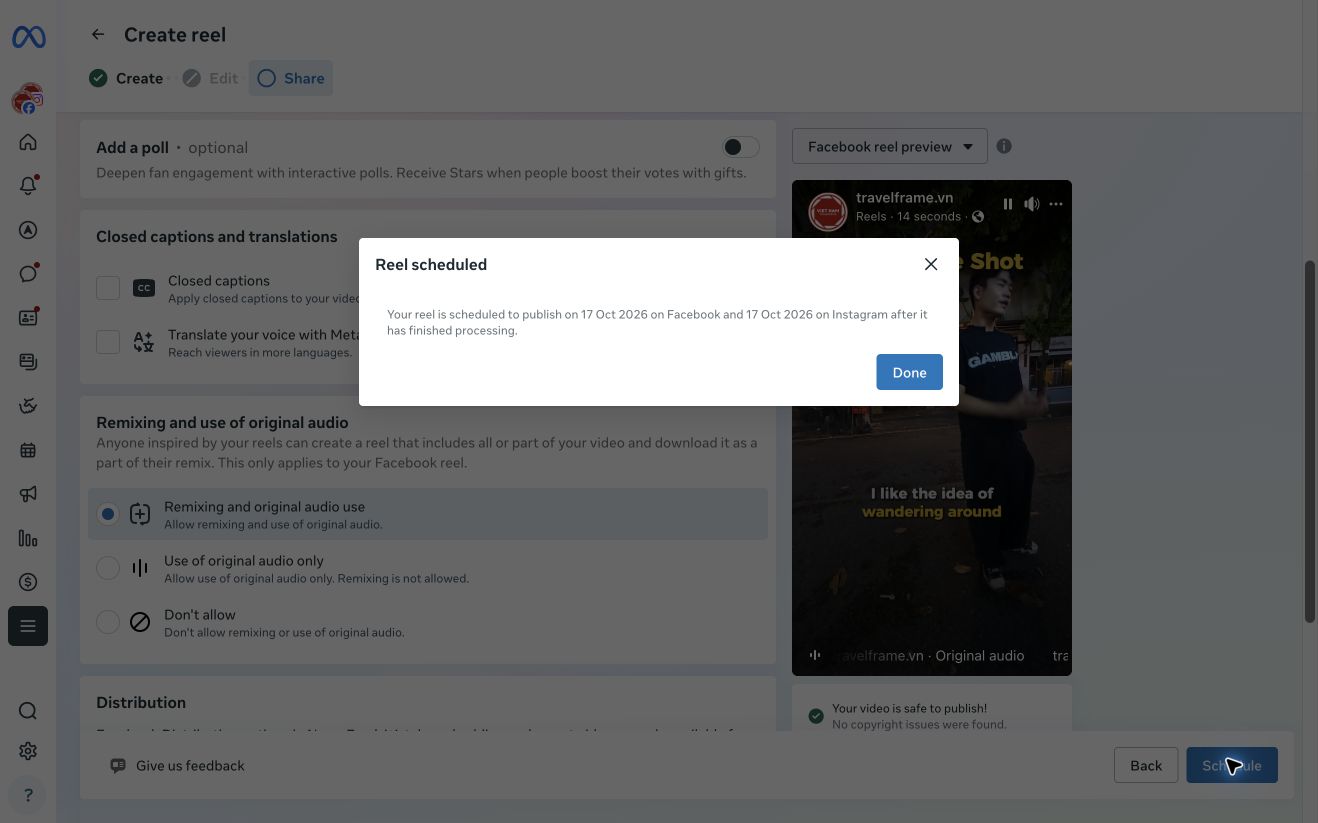 Create reel
Create
Edit
Share
Add a poll · optional
Deepen fan engagement with interactive polls. Receive Stars when people boost their votes with gifts.
Closed captions and translations
CC
Closed captions
Apply closed captions to your video
Translate your voice with Meta
Reach viewers in more languages.
Reel scheduled
Your reel is scheduled to publish on 17 Oct 2026 on Facebook and 17 Oct 2026 on Instagram after it
has finished processing.
Done
Remixing and use of original audio
Anyone inspired by your reels can create a reel that includes all or part of your video and download it as a
part of their remix. This only applies to your Facebook reel.
Remixing and original audio use
Allow remixing and use of original audio.
Use of original audio only
Allow use of original audio only. Remixing is not allowed.
Don't allow
Don't allow remixing or use of original audio.
Distribution
Facebook reel preview
travelframe.vn
Reels · 14 seconds ·
VIET NAM
Shot
GAMBL
I like the idea of
wandering around
avelframe.vn · Original audio
tra
Your video is safe to publish!
No copyright issues were found.
Give us feedback
Back
Schedule
?